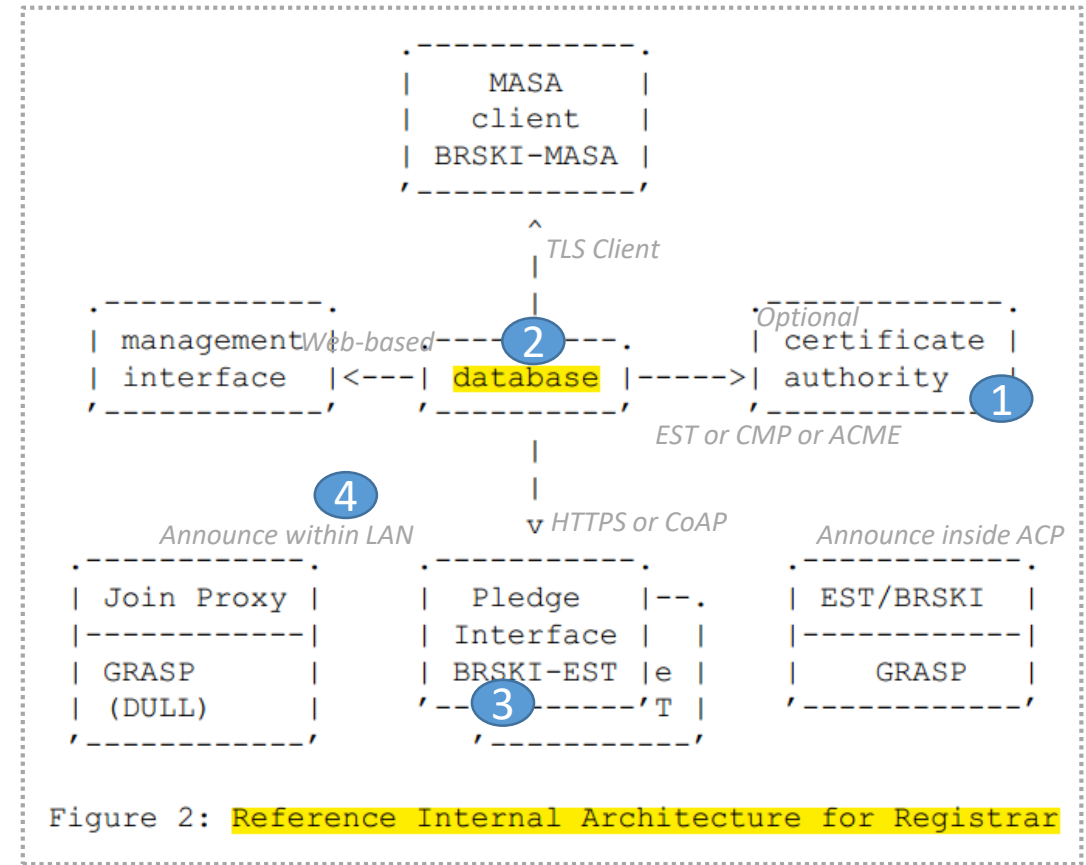 .------------.
|    MASA    |
|   client   |
| BRSKI-MASA |
'------------'
^
TLS Client
|
|
.------------.
.------------.
Optional
| management | Web-based .---- 2 ---. | certificate |
| interface |<---| database |----->| authority 1 |
'------------' '----------' '------------
EST or CMP or ACME
|
|
4
v HTTPS or CoAP
Announce within LAN
Announce inside ACP
.------------. .-----------. .------------.
| Join Proxy | | Pledge |--. | EST/BRSKI |
|------------| | Interface | | |------------|
| GRASP | | BRSKI-EST |e | | GRASP |
| (DULL) | '-- 3 ------'T | '------------'
'------------' '-----------'
Figure 2: Reference Internal Architecture for Registrar